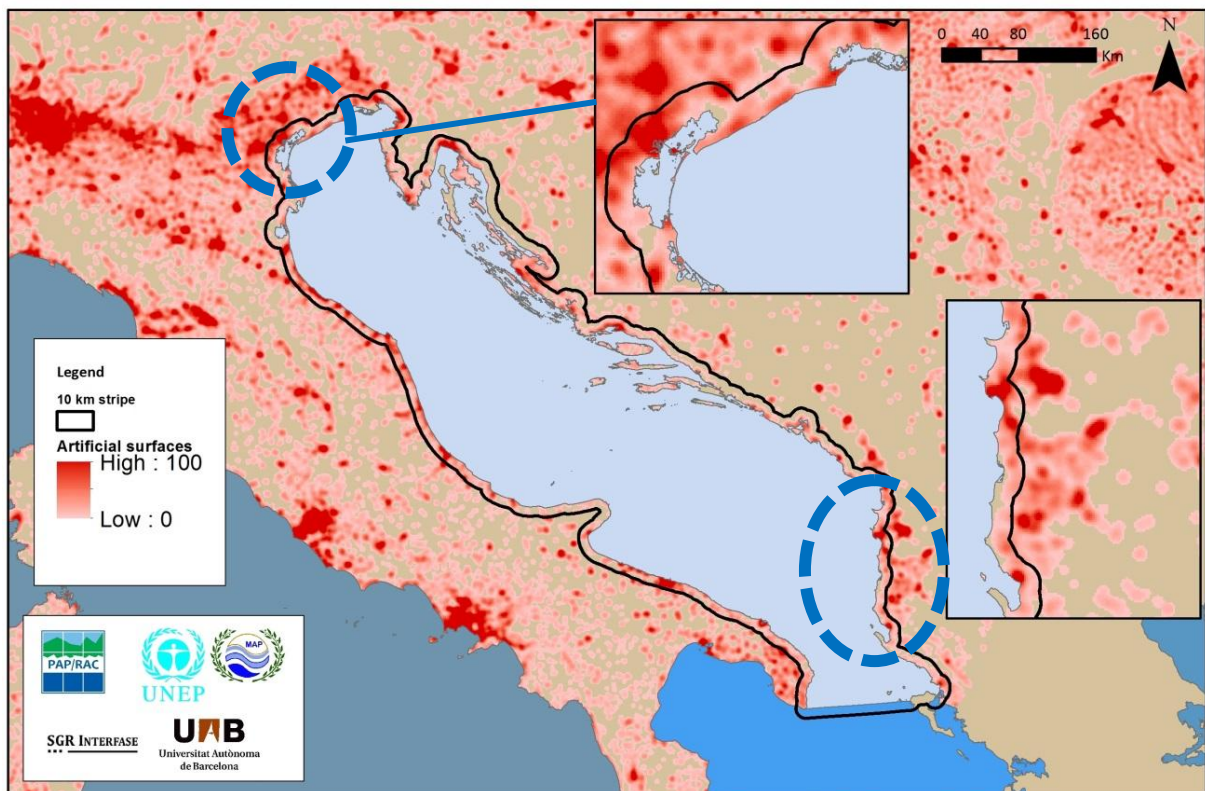 N
0 40 80 160
Km
Legend
10 km stripe
Artificial surfaces
High : 100
Low : 0
PAP/RAC
UNEP
MAP
SGR INTERFASE
UAB
Universitat Autònoma
de Barcelona